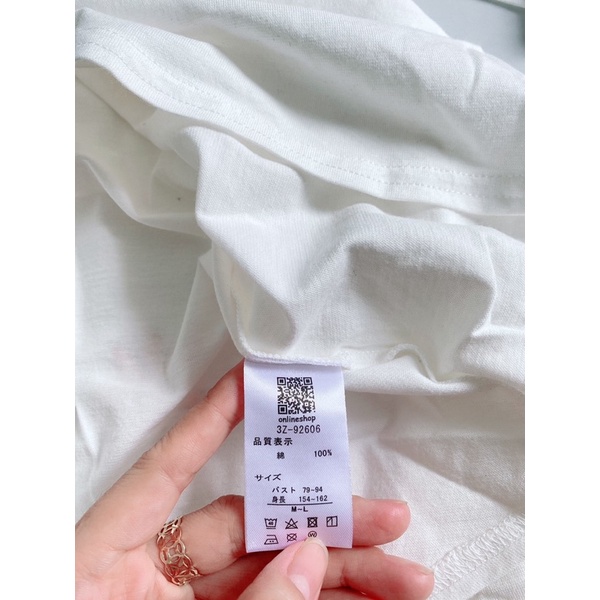 onlineshop
3Z-92606
品質表示
綿 100%
サイズ
バスト 79-94
身長 154-162
M-L